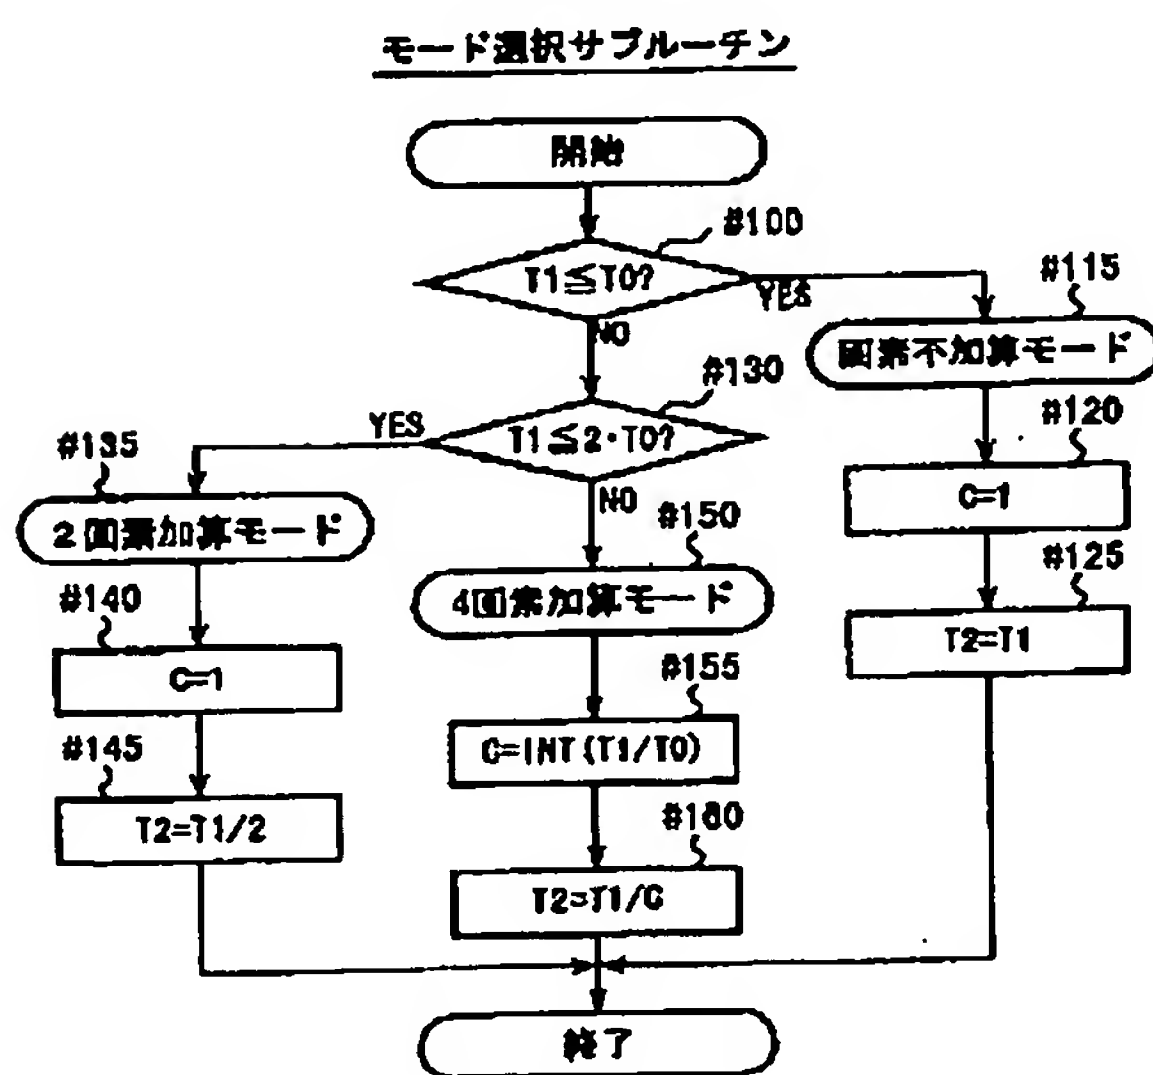 モード選択サブルーチン
開始
#100
T1≦T0?
YES
NO
#115
画素不加算モード
#120
C=1
#125
T2=T1
#130
T1≦2・T0?
YES
NO
#135
2画素加算モード
#140
C=1
#145
T2=T1/2
#150
4画素加算モード
#155
C=INT(T1/T0)
#160
T2=T1/C
終了